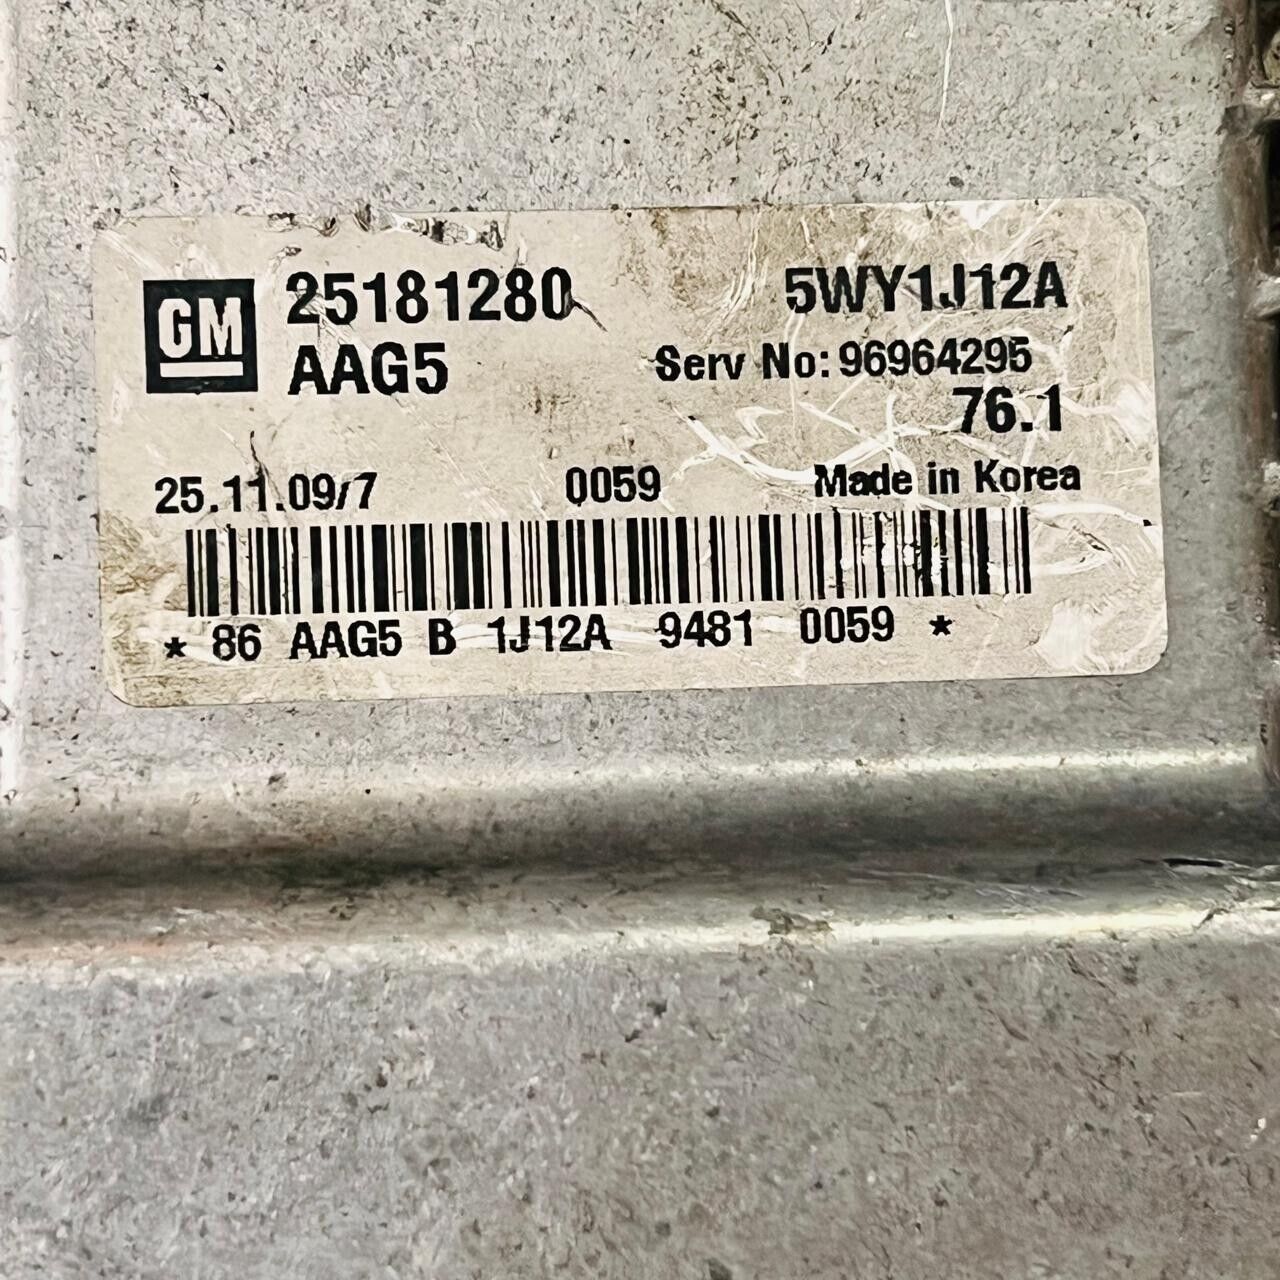 GM 25181280 5WY1J12A
AAG5 Serv No: 96964295
76.1
25.11.09/7 0059 Made in Korea
* 86 AAG5 B 1J12A 9481 0059 *